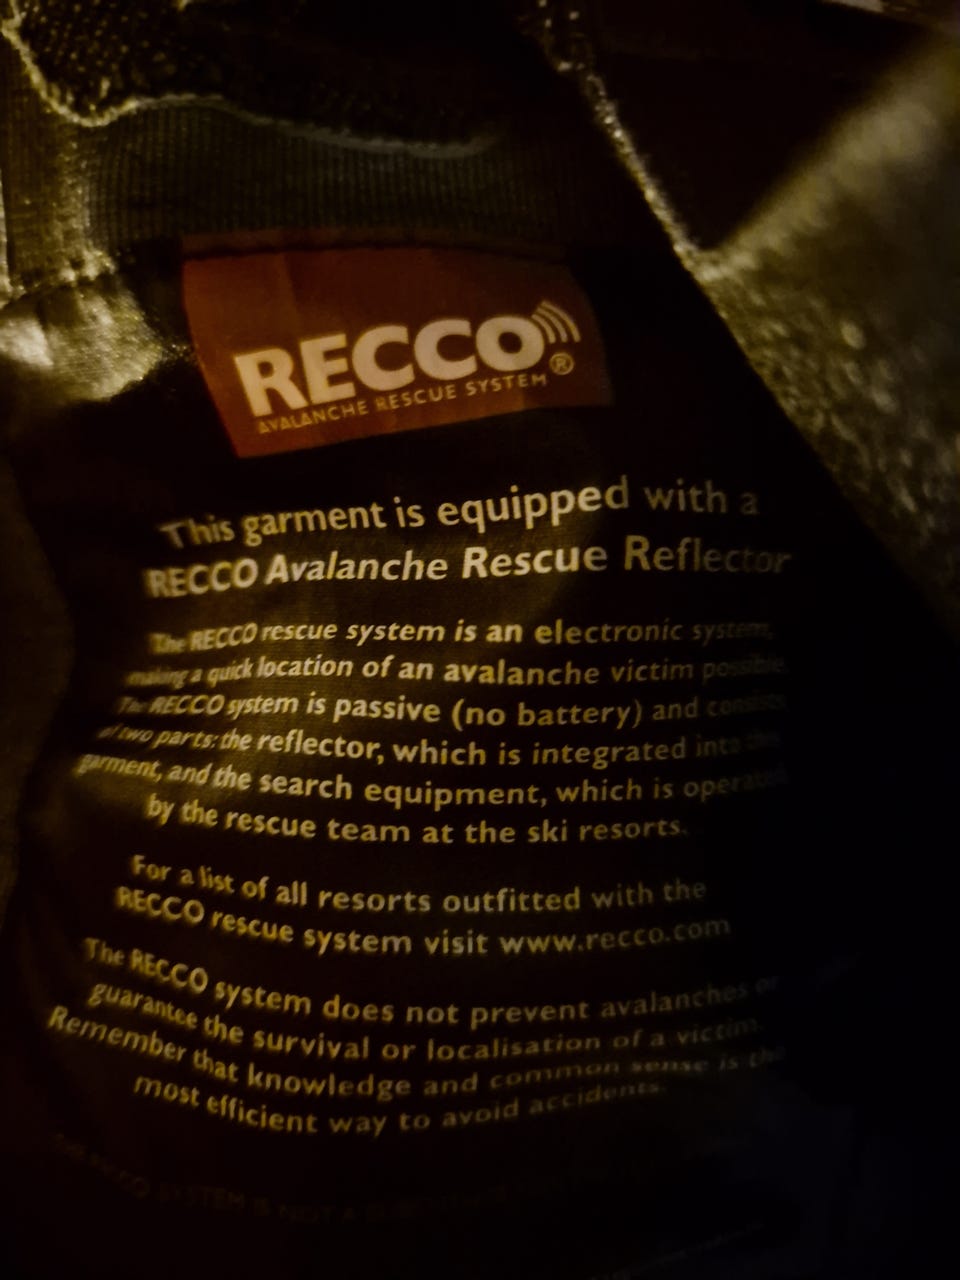 RECCO®
AVALANCHE RESCUE SYSTEM
This garment is equipped with a
RECCO Avalanche Rescue Reflector
The RECCO rescue system is an electronic system,
making a quick location of an avalanche victim possible.
The RECCO system is passive (no battery) and consists
of two parts: the reflector, which is integrated into the
garment, and the search equipment, which is operated
by the rescue team at the ski resorts.
For a list of all resorts outfitted with the
RECCO rescue system visit www.recco.com
The RECCO system does not prevent avalanches or
guarantee the survival or localisation of a victim.
Remember that knowledge and common sense is the
most efficient way to avoid accidents.
RECCO SYSTEM IS NOT A